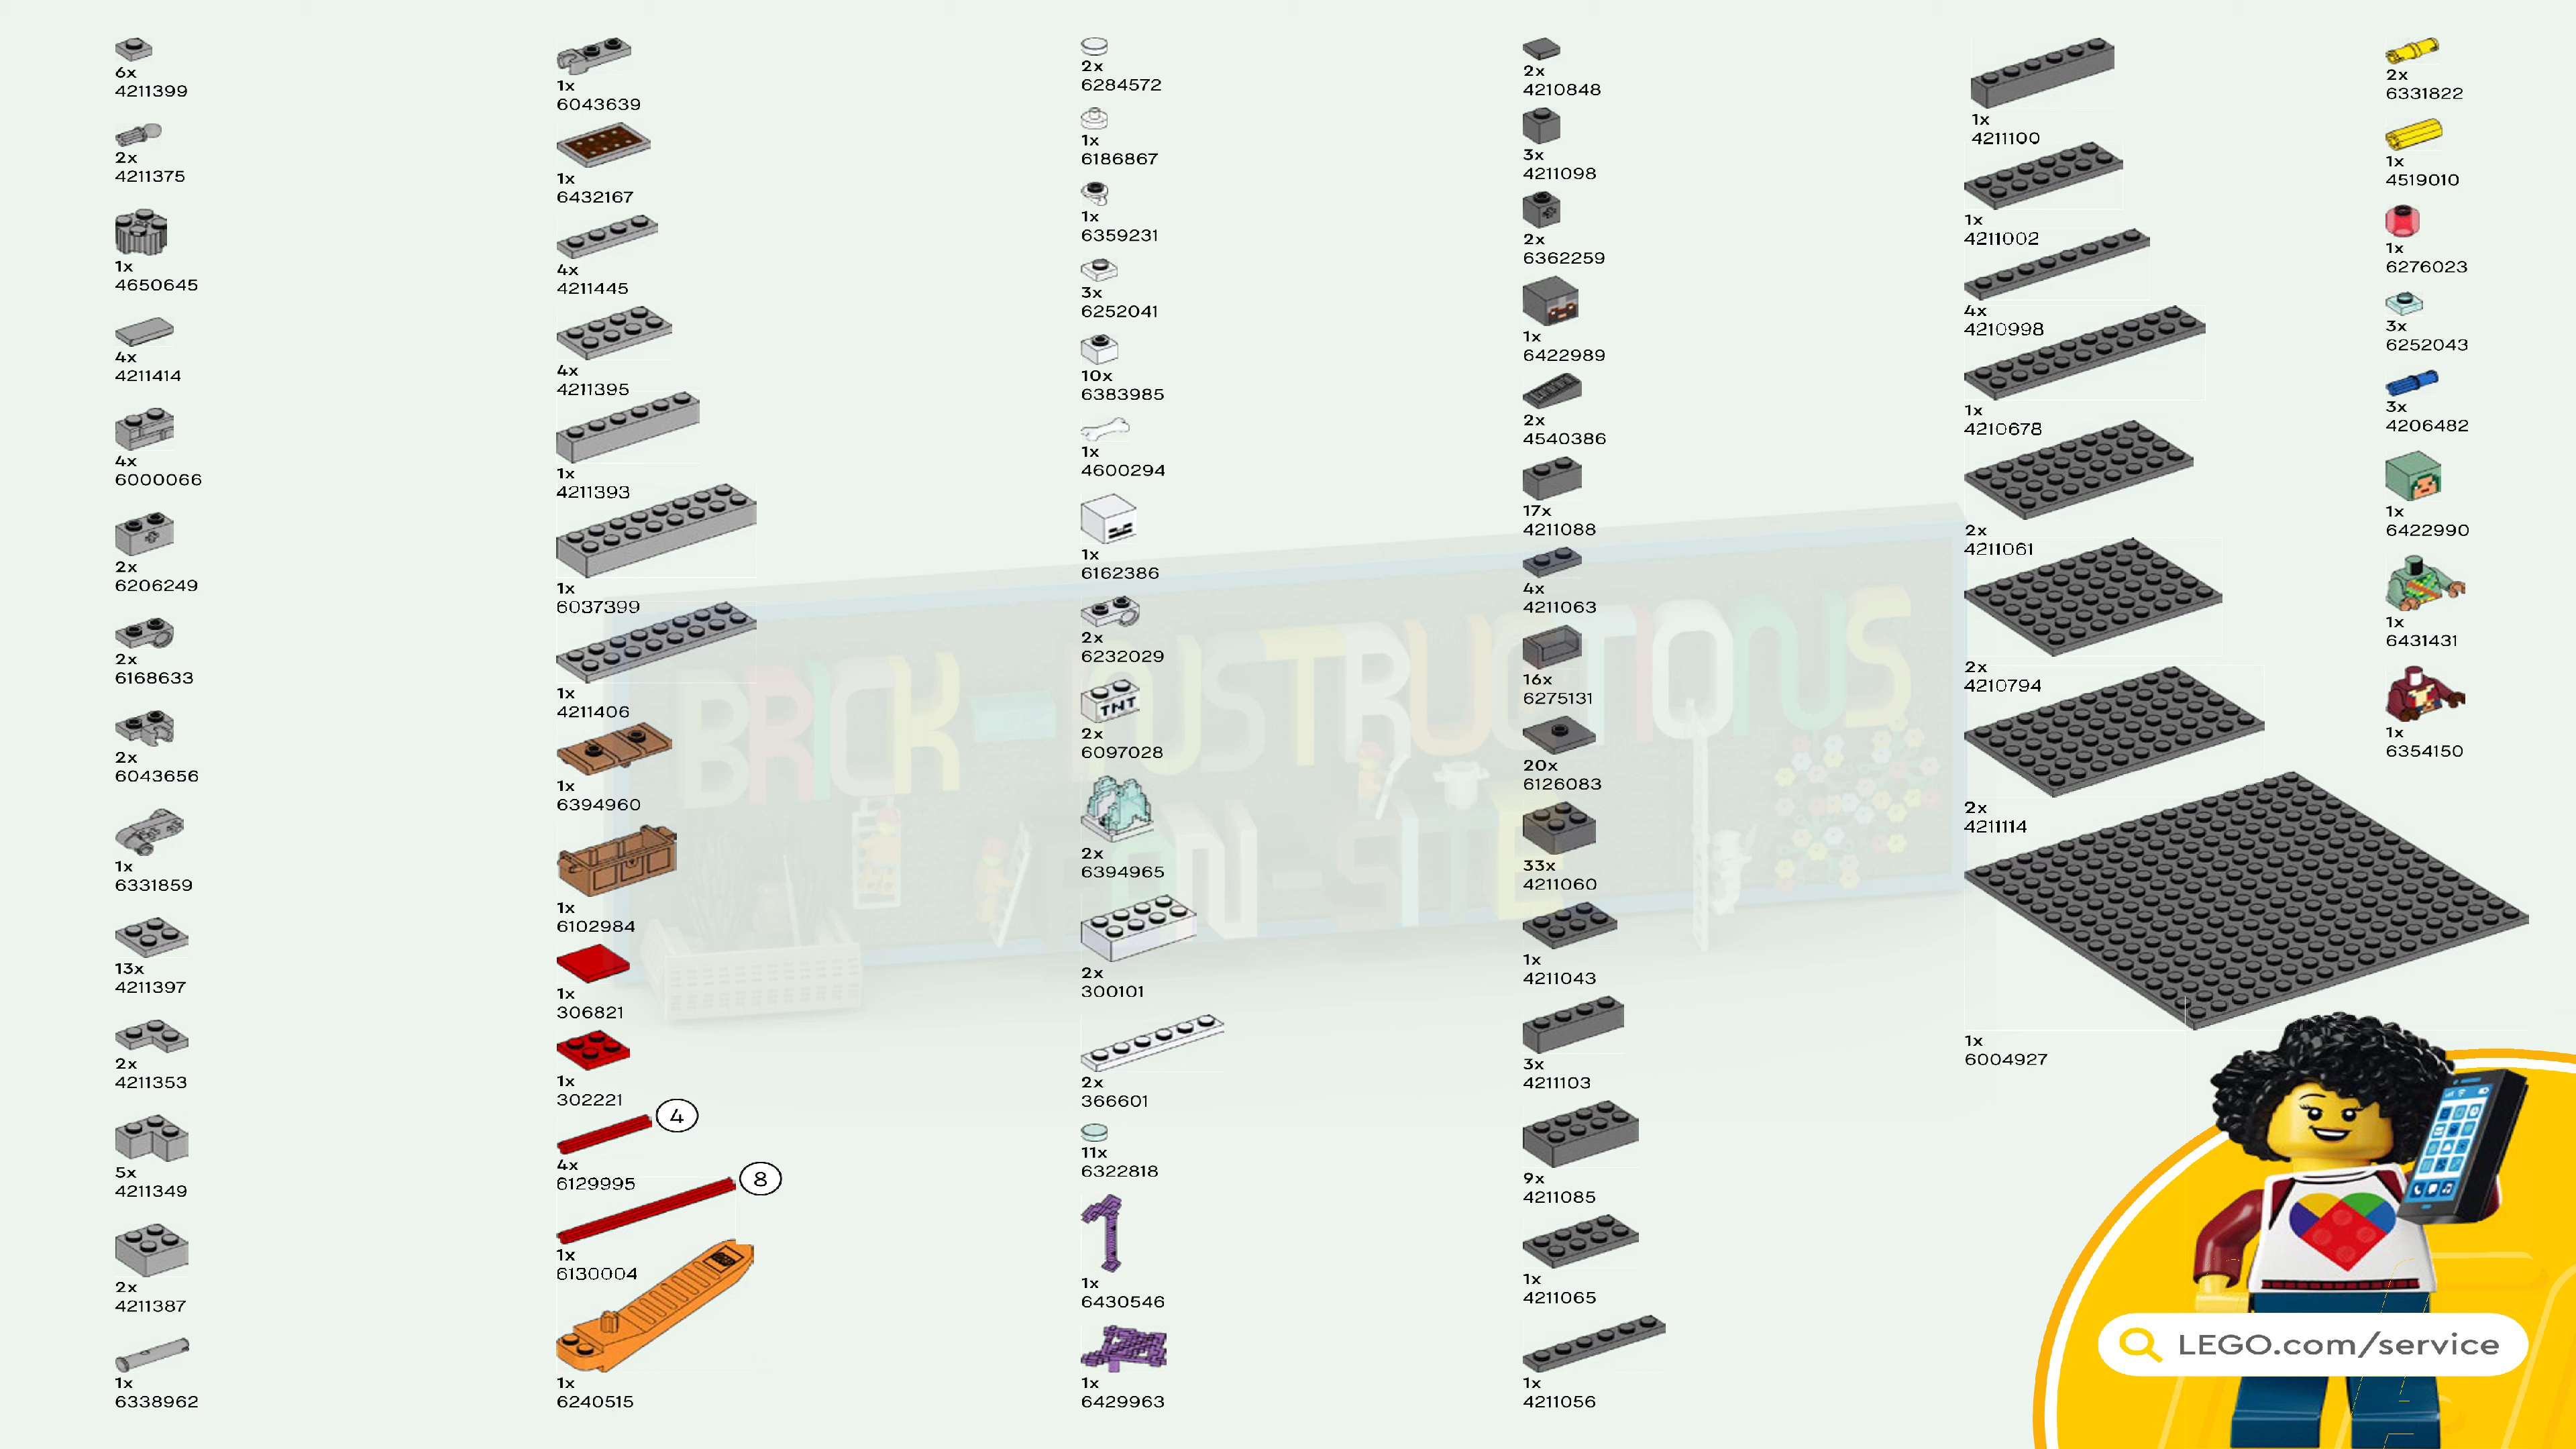 6x
4211399
2x
4211375
1x
4650645
4x
4211414
4x
6000066
2x
6206249
2x
6168633
2x
6043656
1x
6331859
13x
4211397
2x
4211353
5x
4211349
2x
4211387
1x
6338962
1x
6043639
1x
6432167
4x
4211445
4x
4211395
1x
4211393
1x
6037399
1x
4211406
1x
6394960
1x
6102984
1x
306821
1x
302221
4
4x
6129995
8
1x
6130004
1x
6240515
2x
6284572
1x
6186867
1x
6359231
3x
6252041
10x
6383985
1x
4600294
1x
6162386
2x
6232029
TNT
2x
6097028
2x
6394965
2x
300101
2x
366601
11x
6322818
1x
6430546
1x
6429963
2x
4210848
3x
4211098
2x
6362259
1x
6422989
2x
4540386
17x
4211088
4x
4211063
16x
6275131
20x
6126083
33x
4211060
1x
4211043
3x
4211103
9x
4211085
1x
4211065
1x
4211056
1x
4211100
1x
4211002
4x
4210998
1x
4210678
2x
4211061
2x
4210794
2x
4211114
1x
6004927
2x
6331822
1x
4519010
1x
6276023
3x
6252043
3x
4206482
1x
6422990
1x
6431431
1x
6354150
BRICK-INSTRUCTIONS
ON-SITE
LEGO.com/service